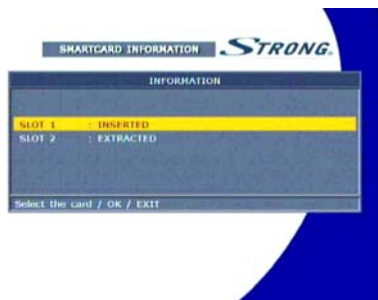 SMARTCARD INFORMATION STRONG.
INFORMATION
SLOT 1 : INSERTED
SLOT 2 : EXTRACTED
Select the card / OK / EXIT